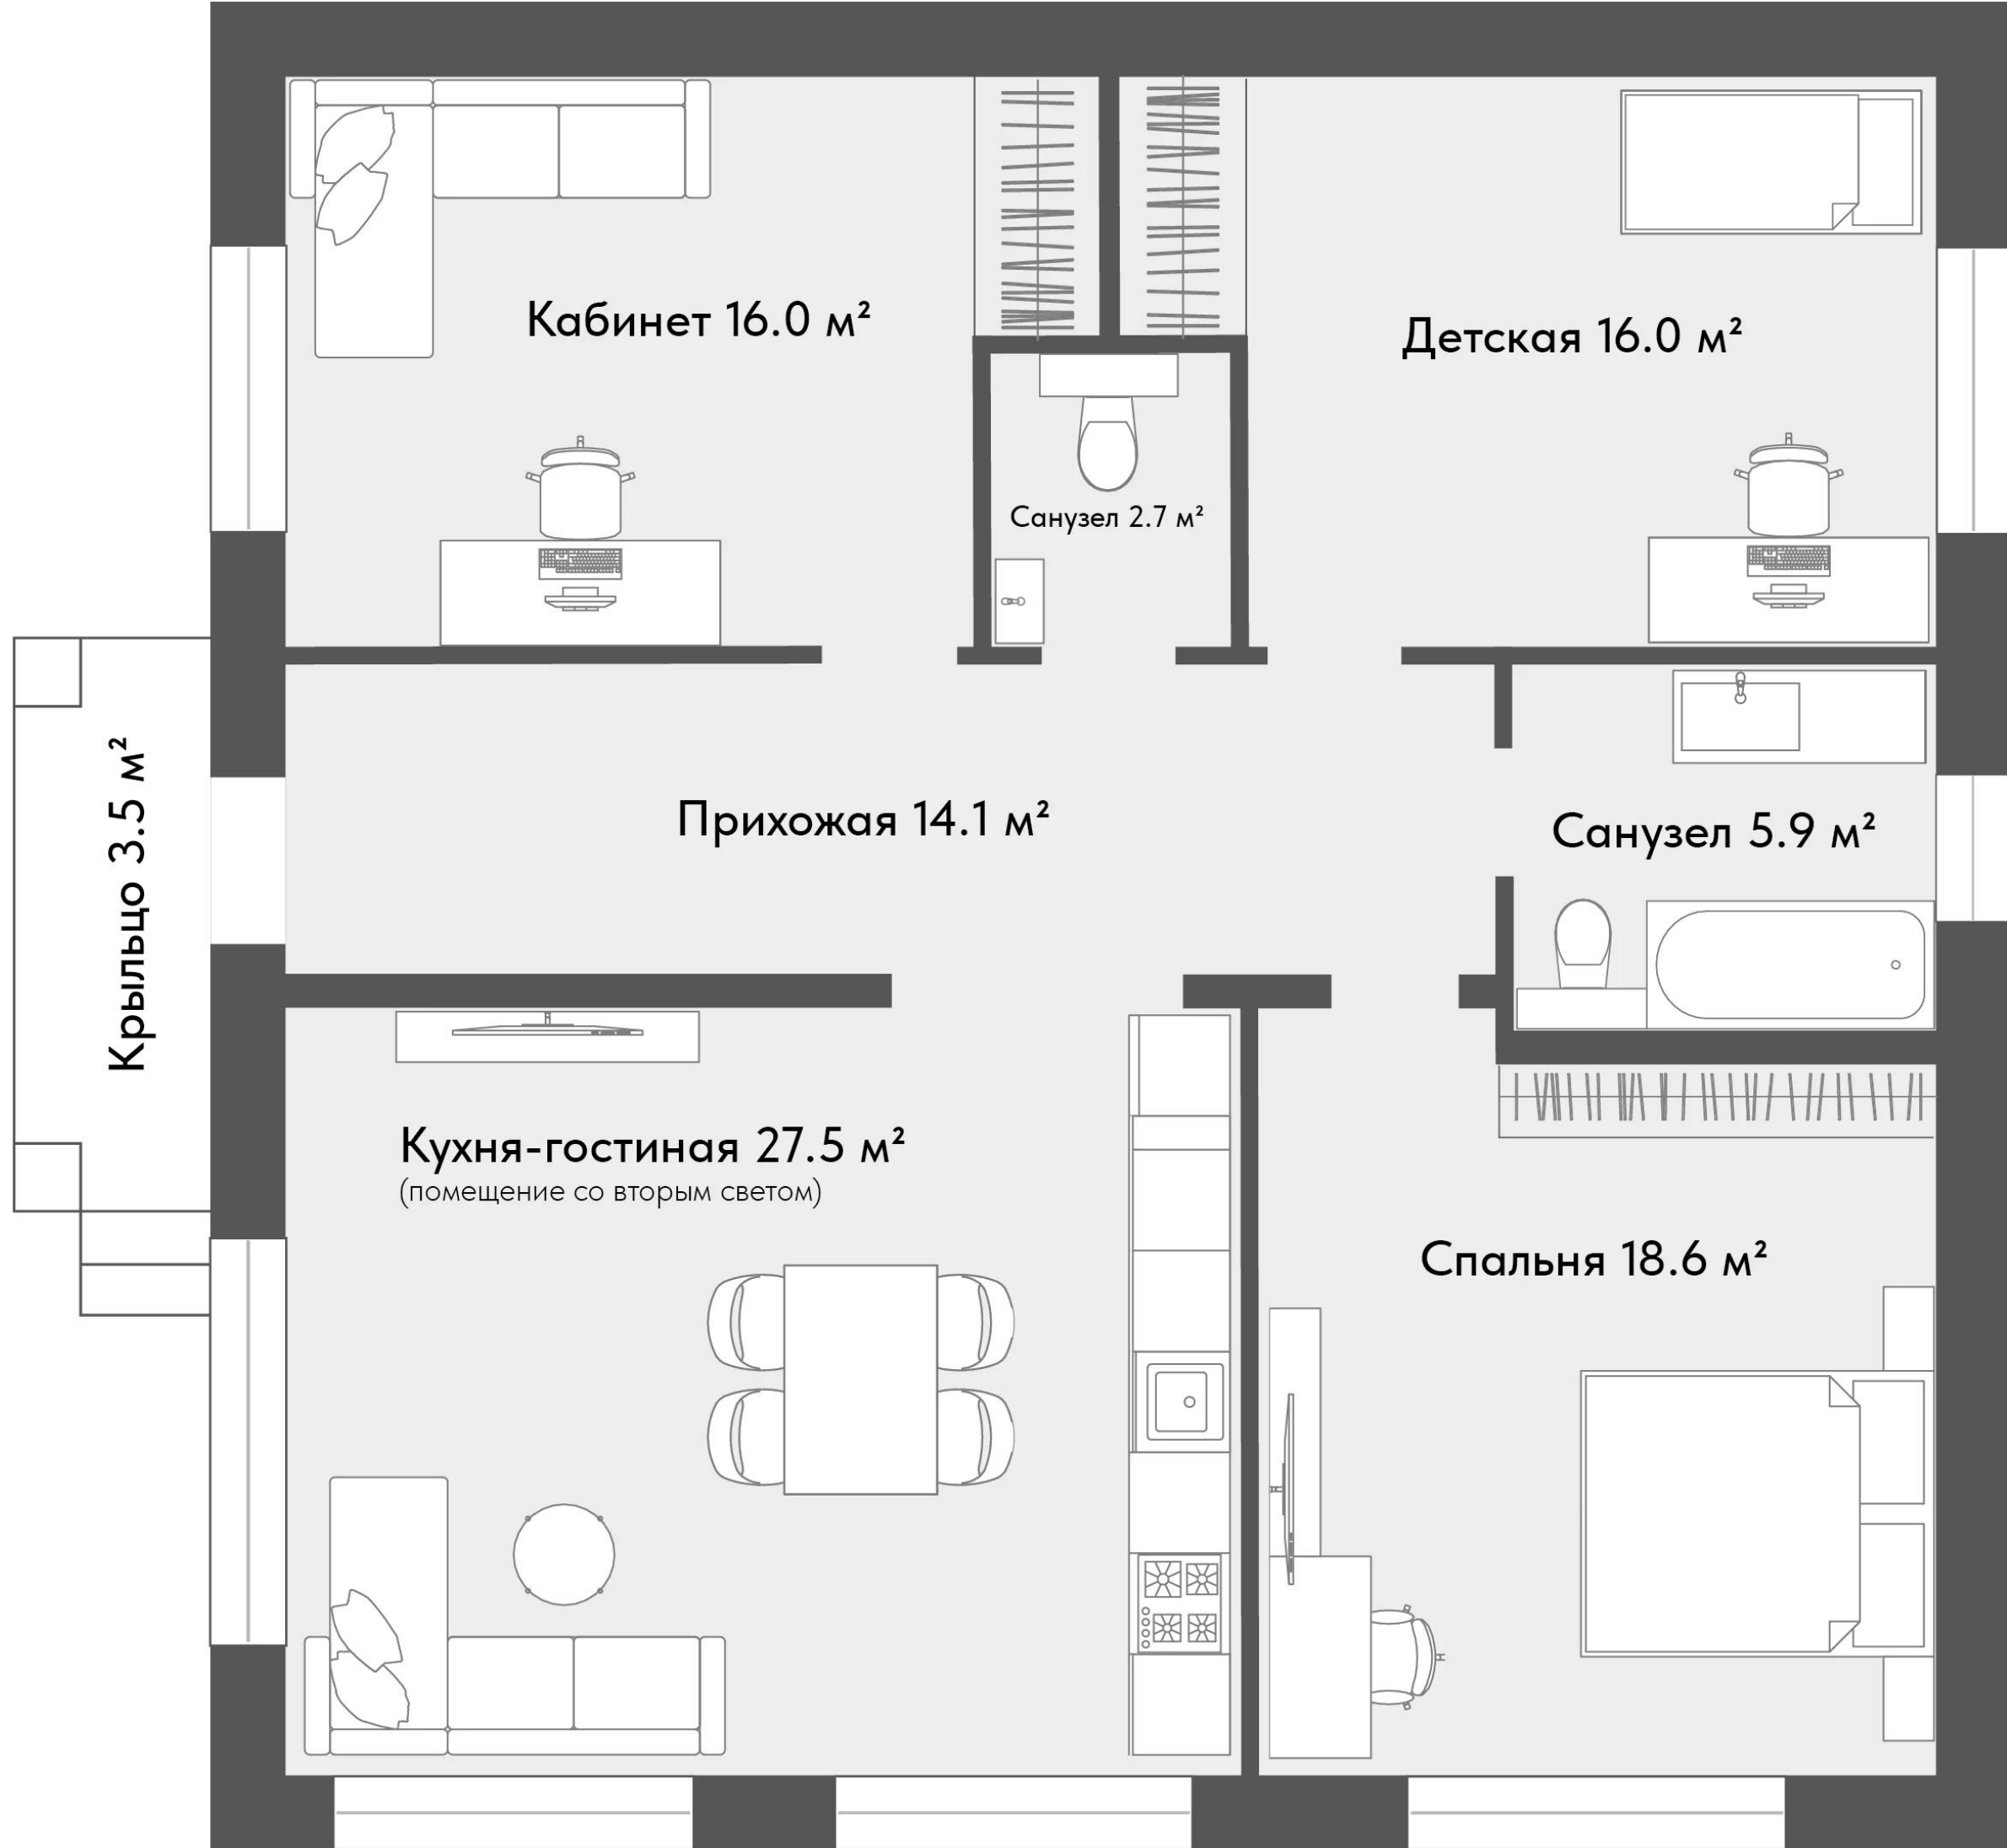 Кабинет 16.0 м²
Детская 16.0 м²
Санузел 2.7 м²
Прихожая 14.1 м²
Санузел 5.9 м²
Крыльцо 3.5 м²
Кухня-гостиная 27.5 м²
(помещение со вторым светом)
Спальня 18.6 м²